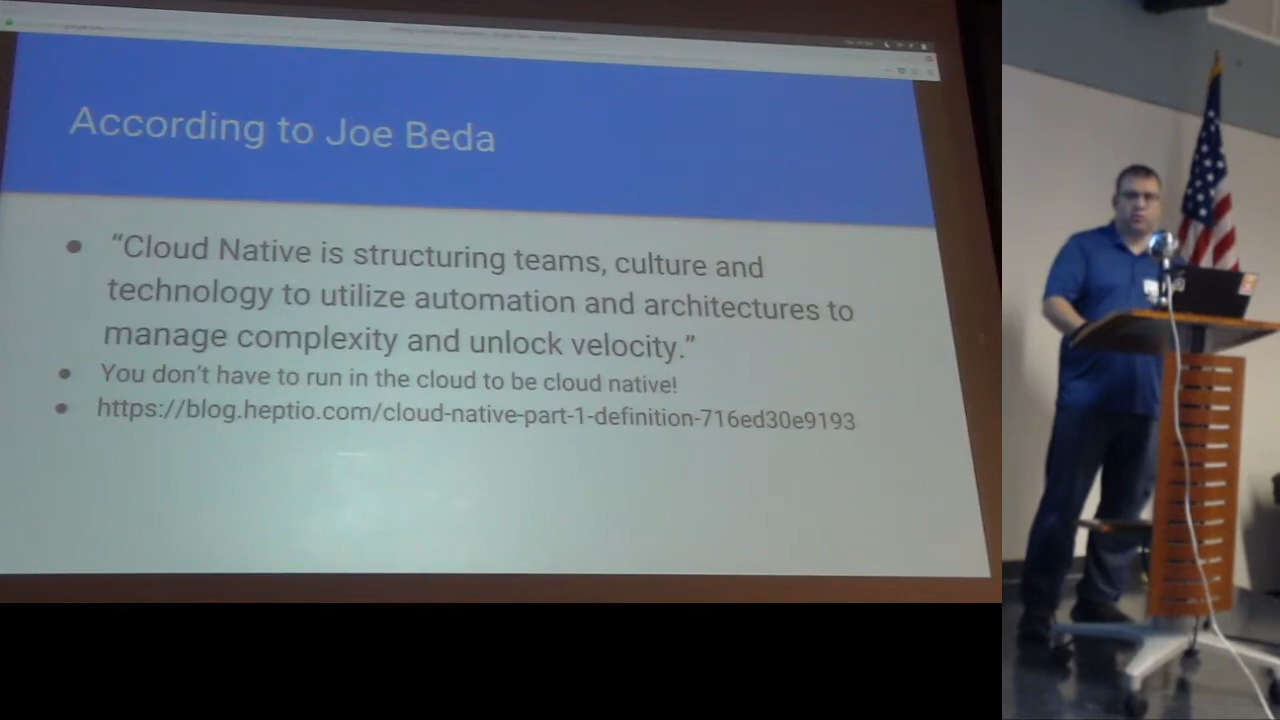 According to Joe Beda
● “Cloud Native is structuring teams, culture and
technology to utilize automation and architectures to
manage complexity and unlock velocity.”
● You don’t have to run in the cloud to be cloud native!
● https://blog.heptio.com/cloud-native-part-1-definition-716ed30e9193